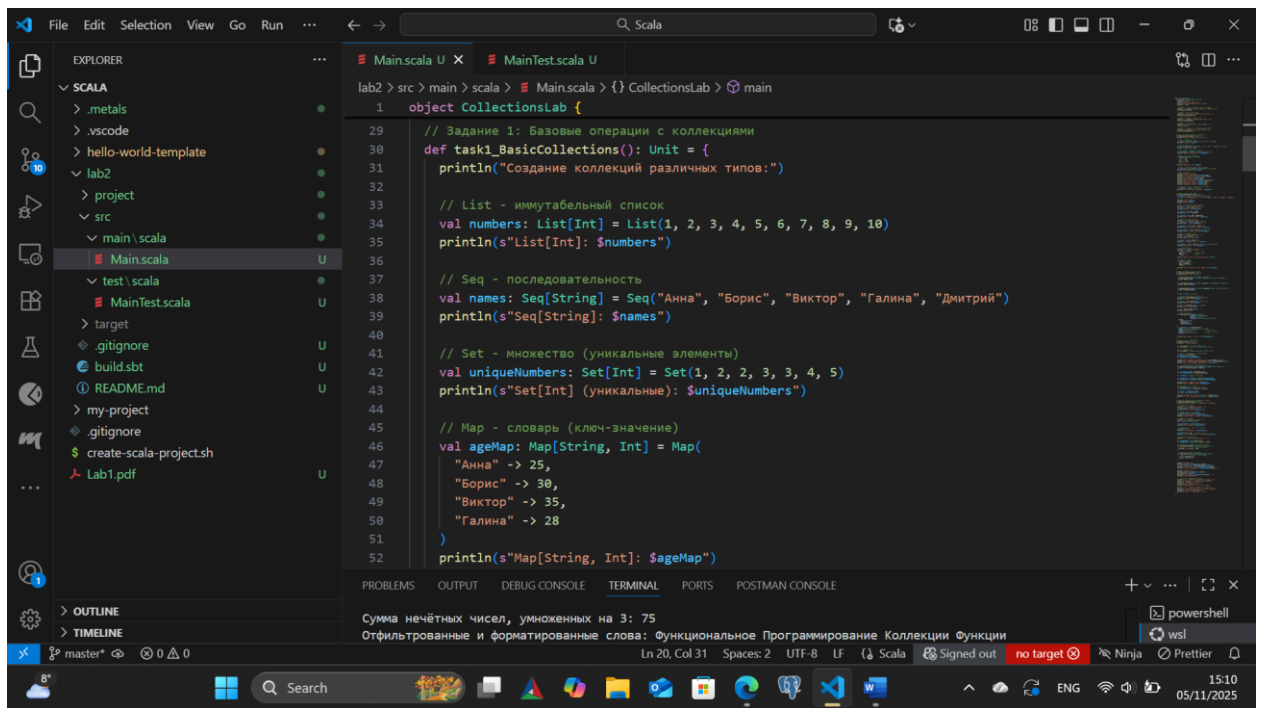 File Edit Selection View Go Run ···
Scala
EXPLORER ···
SCALA
.metals
.vscode
hello-world-template
lab2
project
src
main\scala
Main.scala U
test\scala
MainTest.scala U
target
.gitignore U
build.sbt U
README.md U
my-project
.gitignore
create-scala-project.sh
Lab1.pdf U
OUTLINE
TIMELINE
10
1
Main.scala U MainTest.scala U
lab2 > src > main > scala > Main.scala > {} CollectionsLab > main
1 object CollectionsLab {
29 // Задание 1: Базовые операции с коллекциями
30 def task1_BasicCollections(): Unit = {
31 println("Создание коллекций различных типов:")
32
33 // List - иммутабельный список
34 val numbers: List[Int] = List(1, 2, 3, 4, 5, 6, 7, 8, 9, 10)
35 println(s"List[Int]: $numbers")
36
37 // Seq - последовательность
38 val names: Seq[String] = Seq("Анна", "Борис", "Виктор", "Галина", "Дмитрий")
39 println(s"Seq[String]: $names")
40
41 // Set - множество (уникальные элементы)
42 val uniqueNumbers: Set[Int] = Set(1, 2, 2, 3, 3, 4, 5)
43 println(s"Set[Int] (уникальные): $uniqueNumbers")
44
45 // Map - словарь (ключ-значение)
46 val ageMap: Map[String, Int] = Map(
47 "Анна" -> 25,
48 "Борис" -> 30,
49 "Виктор" -> 35,
50 "Галина" -> 28
51 )
52 println(s"Map[String, Int]: $ageMap")
PROBLEMS OUTPUT DEBUG CONSOLE TERMINAL PORTS POSTMAN CONSOLE
Сумма нечётных чисел, умноженных на 3: 75
Отфильтрованные и форматированные слова: Функциональное Программирование Коллекции Функции
powershell
wsl
master* 0 0 Ln 20, Col 31 Spaces: 2 UTF-8 LF Scala Signed out no target Ninja Prettier
8° Search ENG 15:10
05/11/2025